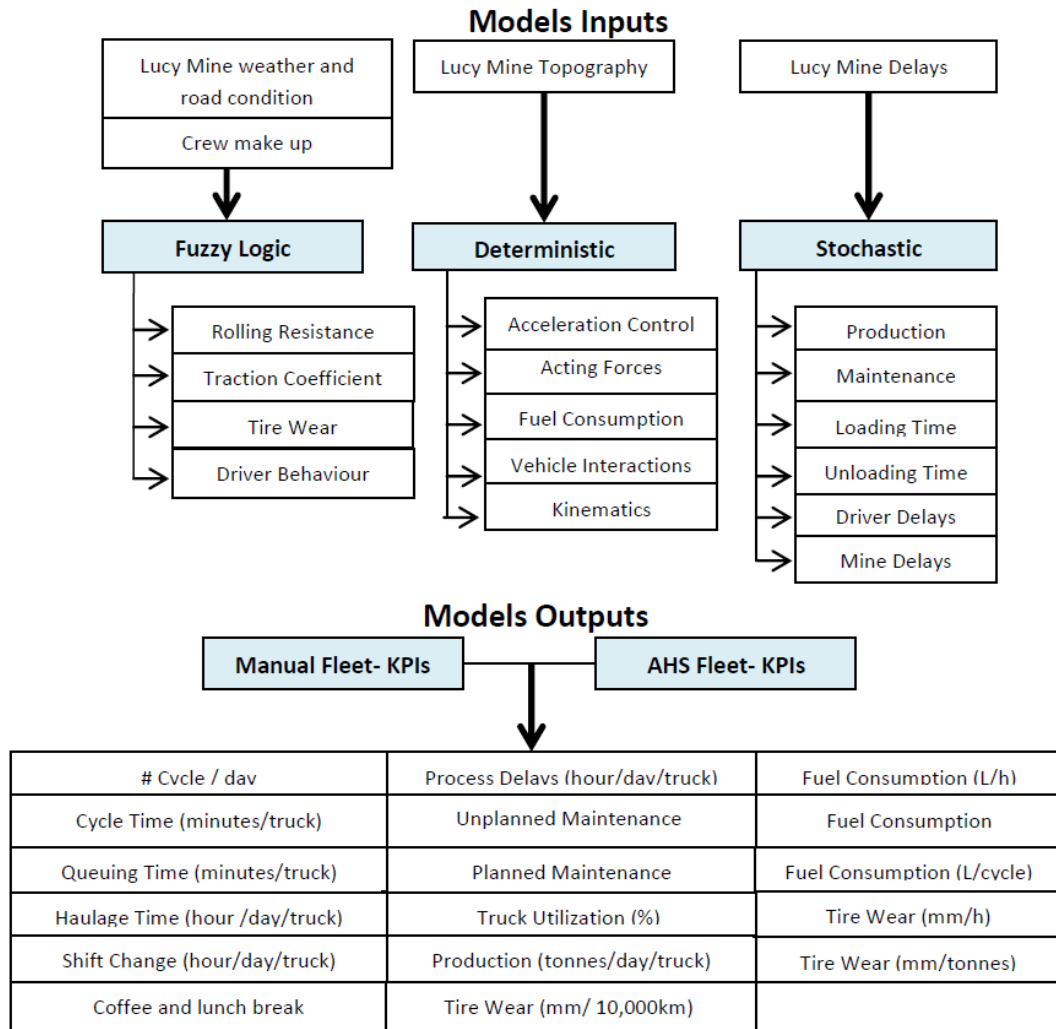 Models Inputs
Lucy Mine weather and
road condition
Crew make up
Lucy Mine Topography
Lucy Mine Delays
Fuzzy Logic
Deterministic
Stochastic
Rolling Resistance
Traction Coefficient
Tire Wear
Driver Behaviour
Acceleration Control
Acting Forces
Fuel Consumption
Vehicle Interactions
Kinematics
Production
Maintenance
Loading Time
Unloading Time
Driver Delays
Mine Delays
Models Outputs
Manual Fleet- KPIs
AHS Fleet- KPIs
# Cycle / day
Process Delays (hour/day/truck)
Fuel Consumption (L/h)
Cycle Time (minutes/truck)
Unplanned Maintenance
Fuel Consumption
Queuing Time (minutes/truck)
Planned Maintenance
Fuel Consumption (L/cycle)
Haulage Time (hour /day/truck)
Truck Utilization (%)
Tire Wear (mm/h)
Shift Change (hour/day/truck)
Production (tonnes/day/truck)
Tire Wear (mm/tonnes)
Coffee and lunch break
Tire Wear (mm/ 10,000km)